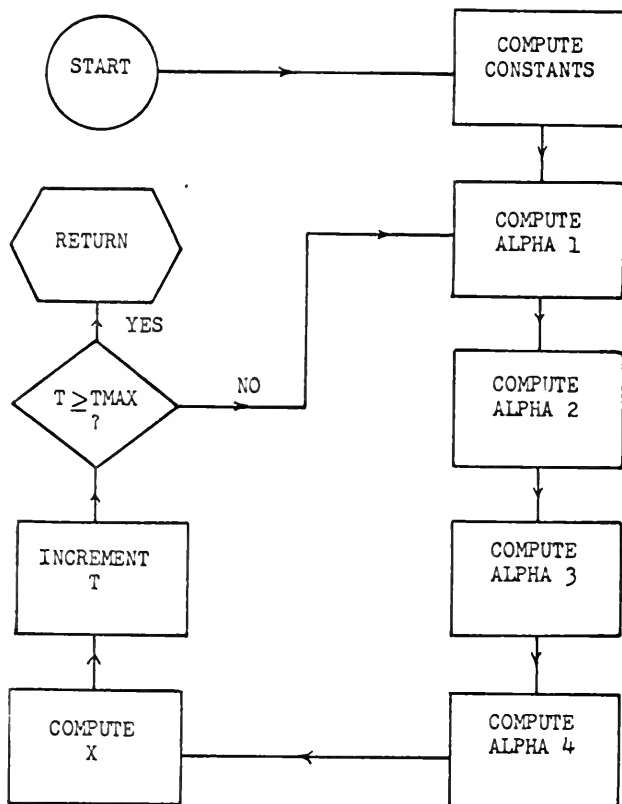 START
COMPUTE
CONSTANTS
COMPUTE
ALPHA 1
COMPUTE
ALPHA 2
COMPUTE
ALPHA 3
COMPUTE
ALPHA 4
COMPUTE
X
INCREMENT
T
T ≥ TMAX
?
NO
YES
RETURN